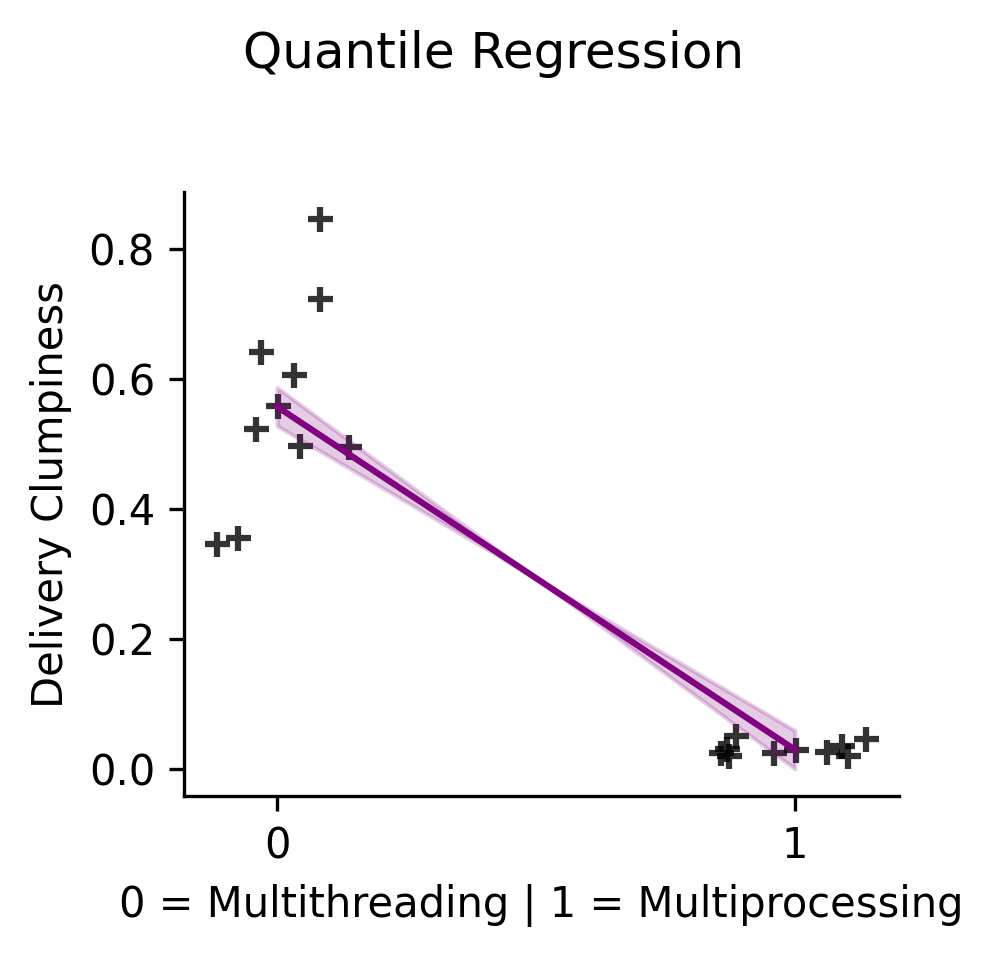 Quantile Regression
Delivery Clumpiness
0.8
0.6
0.4
0.2
0.0
0 1
0 = Multithreading | 1 = Multiprocessing